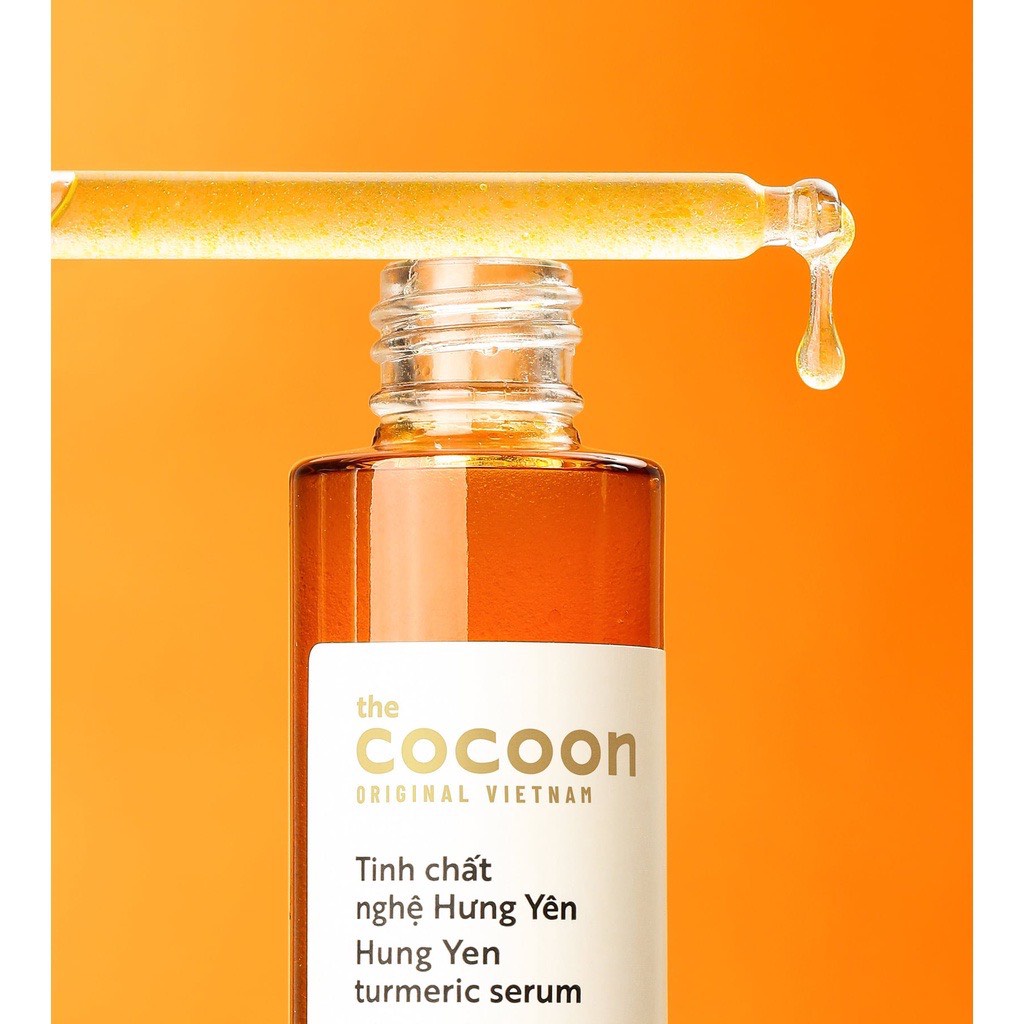 the
cocoon
ORIGINAL VIETNAM
Tinh chất
nghệ Hưng Yên
Hung Yen
turmeric serum